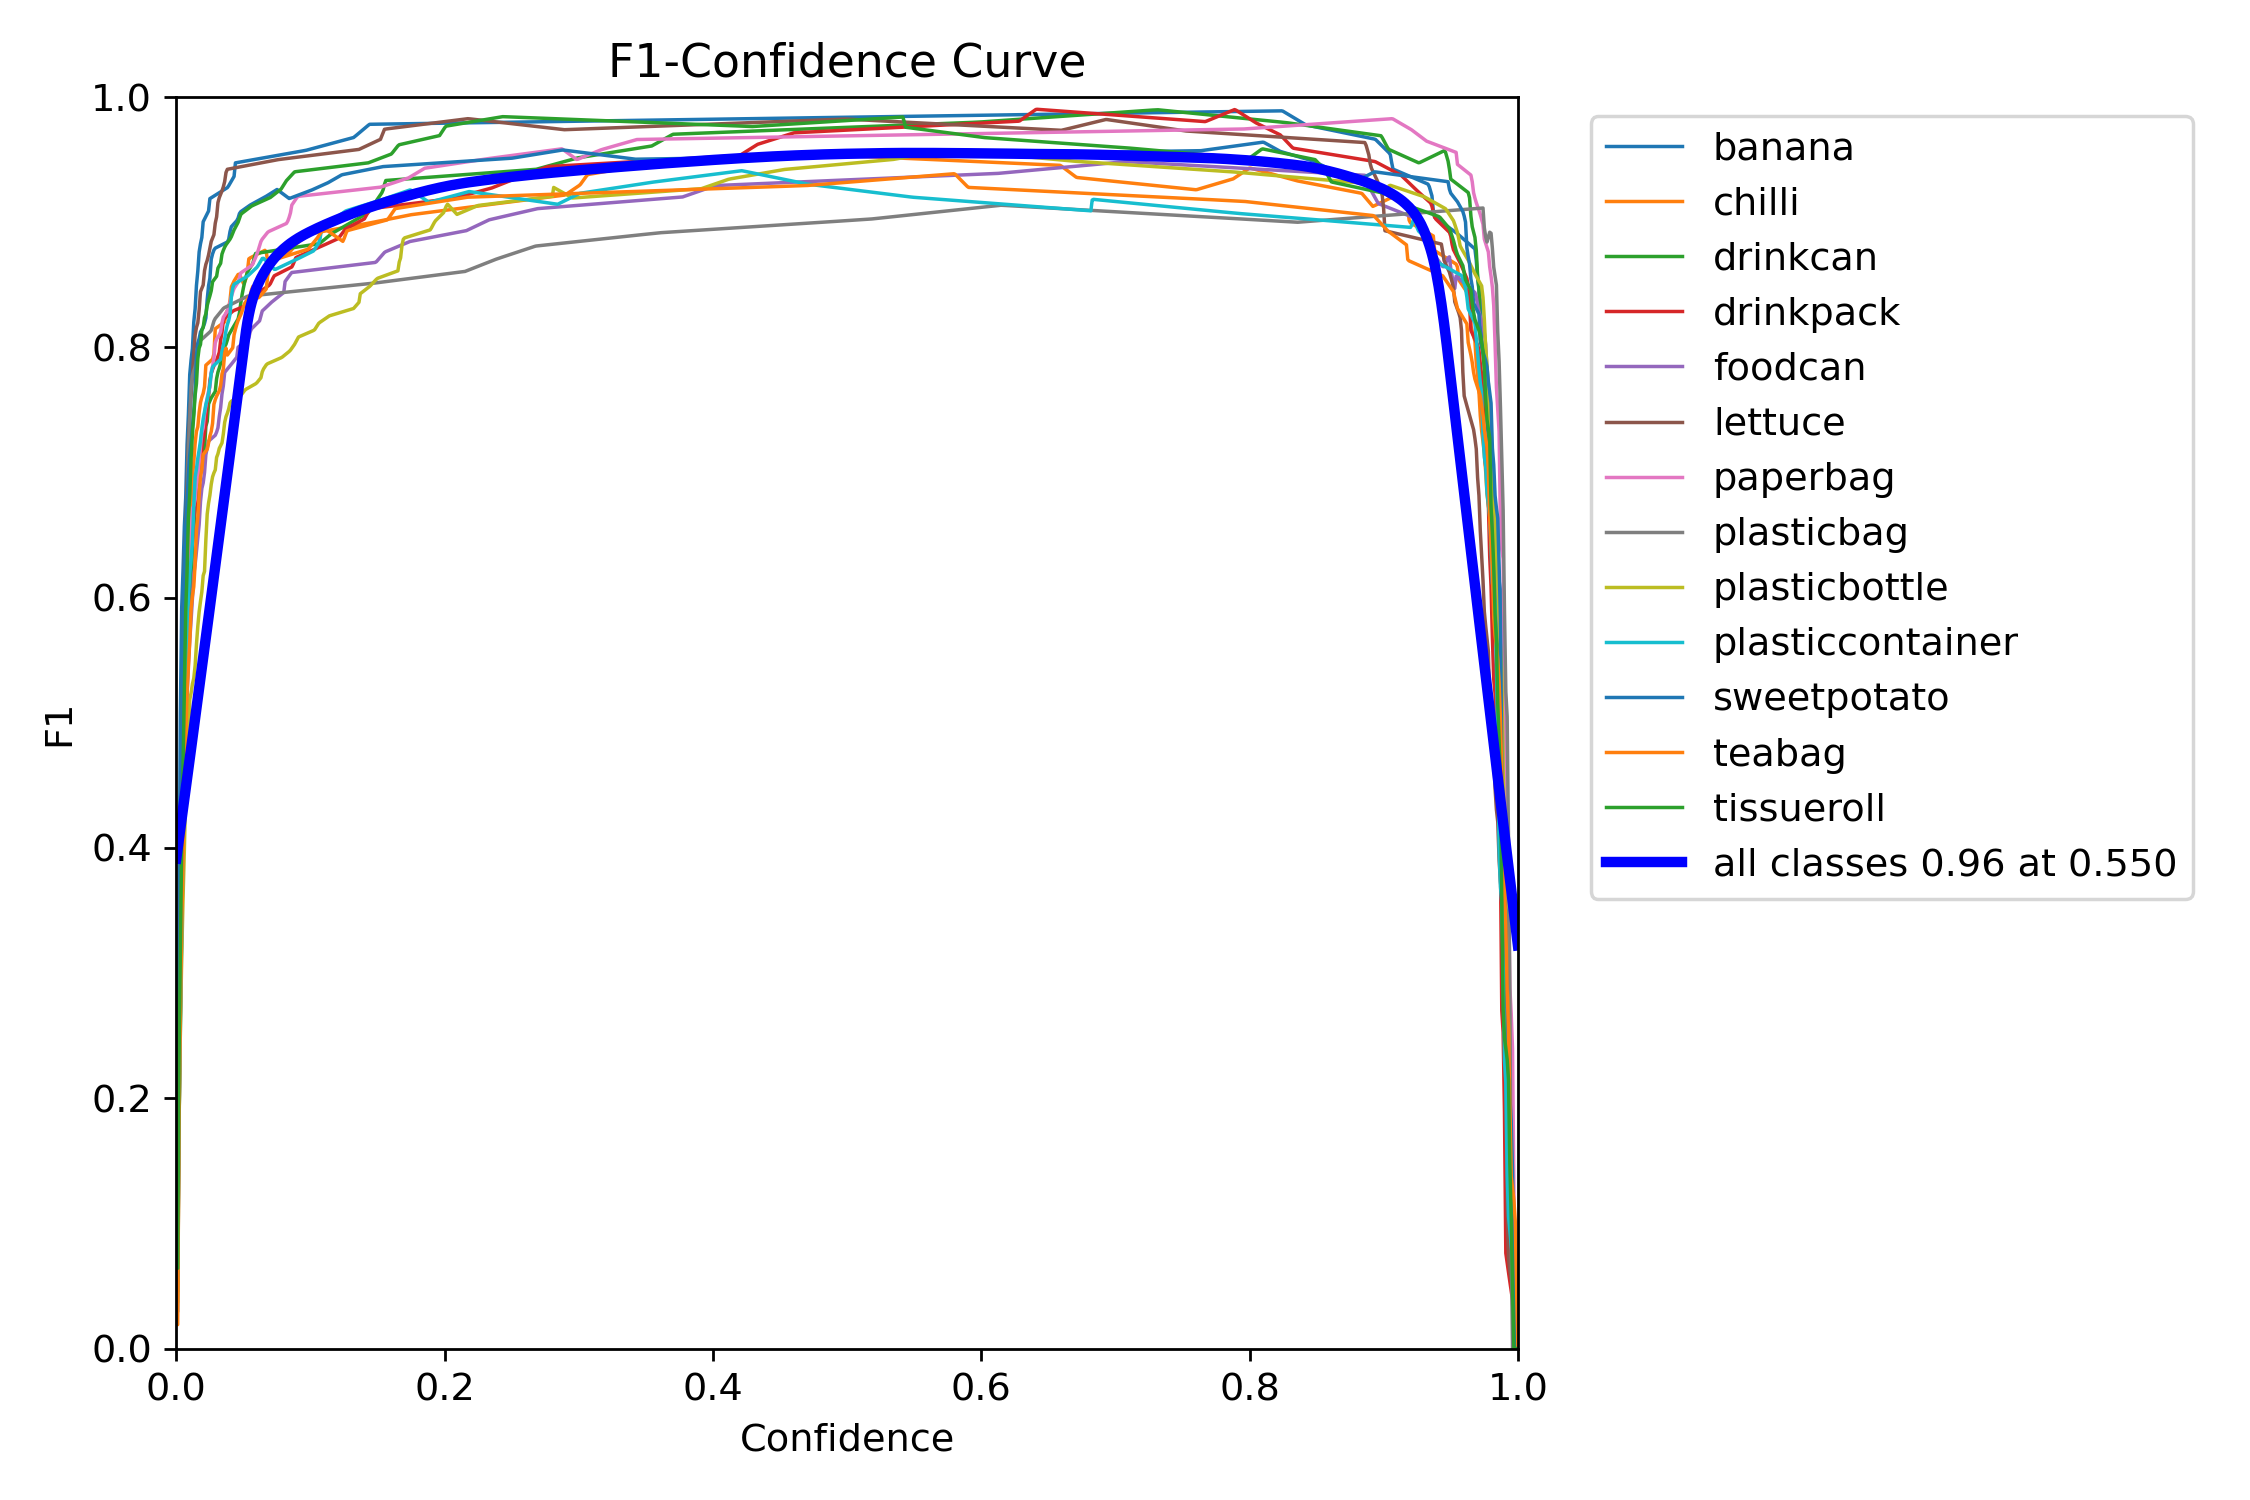 F1-Confidence Curve
1.0
0.8
0.6
0.4
0.2
0.0
F1
0.0 0.2 0.4 0.6 0.8 1.0
Confidence
banana
chilli
drinkcan
drinkpack
foodcan
lettuce
paperbag
plasticbag
plasticbottle
plasticcontainer
sweetpotato
teabag
tissueroll
all classes 0.96 at 0.550